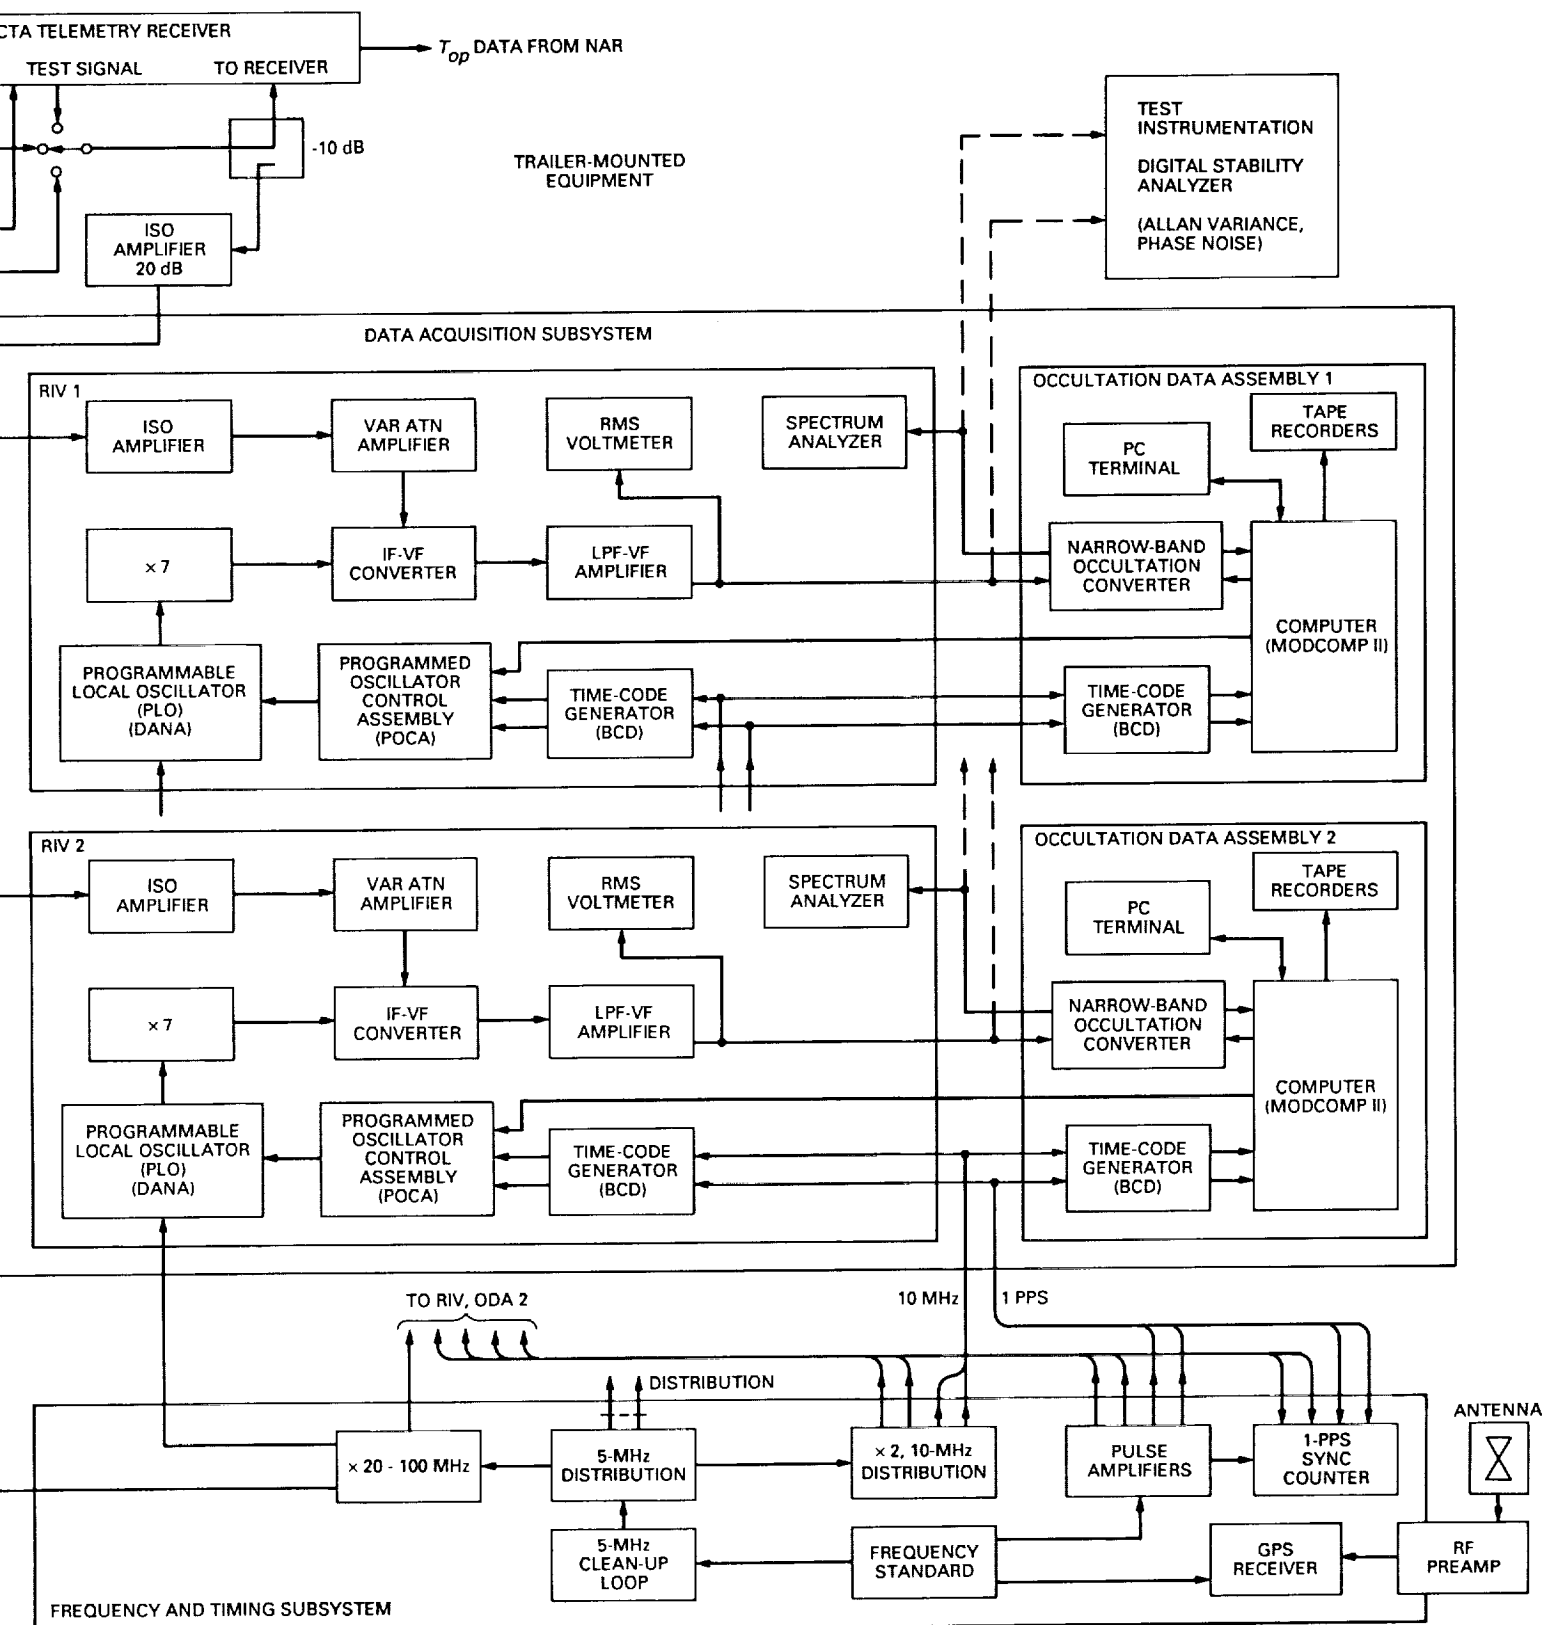 CTA TELEMETRY RECEIVER
TEST SIGNAL
TO RECEIVER
Top DATA FROM NAR
-10 dB
TRAILER-MOUNTED
EQUIPMENT
TEST
INSTRUMENTATION
DIGITAL STABILITY
ANALYZER
(ALLAN VARIANCE,
PHASE NOISE)
ISO
AMPLIFIER
20 dB
DATA ACQUISITION SUBSYSTEM
RIV 1
ISO
AMPLIFIER
VAR ATN
AMPLIFIER
RMS
VOLTMETER
SPECTRUM
ANALYZER
× 7
IF-VF
CONVERTER
LPF-VF
AMPLIFIER
PROGRAMMABLE
LOCAL OSCILLATOR
(PLO)
(DANA)
PROGRAMMED
OSCILLATOR
CONTROL
ASSEMBLY
(POCA)
TIME-CODE
GENERATOR
(BCD)
OCCULTATION DATA ASSEMBLY 1
TAPE
RECORDERS
PC
TERMINAL
NARROW-BAND
OCCULTATION
CONVERTER
COMPUTER
(MODCOMP II)
TIME-CODE
GENERATOR
(BCD)
RIV 2
ISO
AMPLIFIER
VAR ATN
AMPLIFIER
RMS
VOLTMETER
SPECTRUM
ANALYZER
× 7
IF-VF
CONVERTER
LPF-VF
AMPLIFIER
PROGRAMMABLE
LOCAL OSCILLATOR
(PLO)
(DANA)
PROGRAMMED
OSCILLATOR
CONTROL
ASSEMBLY
(POCA)
TIME-CODE
GENERATOR
(BCD)
OCCULTATION DATA ASSEMBLY 2
TAPE
RECORDERS
PC
TERMINAL
NARROW-BAND
OCCULTATION
CONVERTER
COMPUTER
(MODCOMP II)
TIME-CODE
GENERATOR
(BCD)
TO RIV, ODA 2
10 MHz
1 PPS
DISTRIBUTION
× 20 - 100 MHz
5-MHz
DISTRIBUTION
× 2, 10-MHz
DISTRIBUTION
PULSE
AMPLIFIERS
1-PPS
SYNC
COUNTER
ANTENNA
5-MHz
CLEAN-UP
LOOP
FREQUENCY
STANDARD
GPS
RECEIVER
RF
PREAMP
FREQUENCY AND TIMING SUBSYSTEM